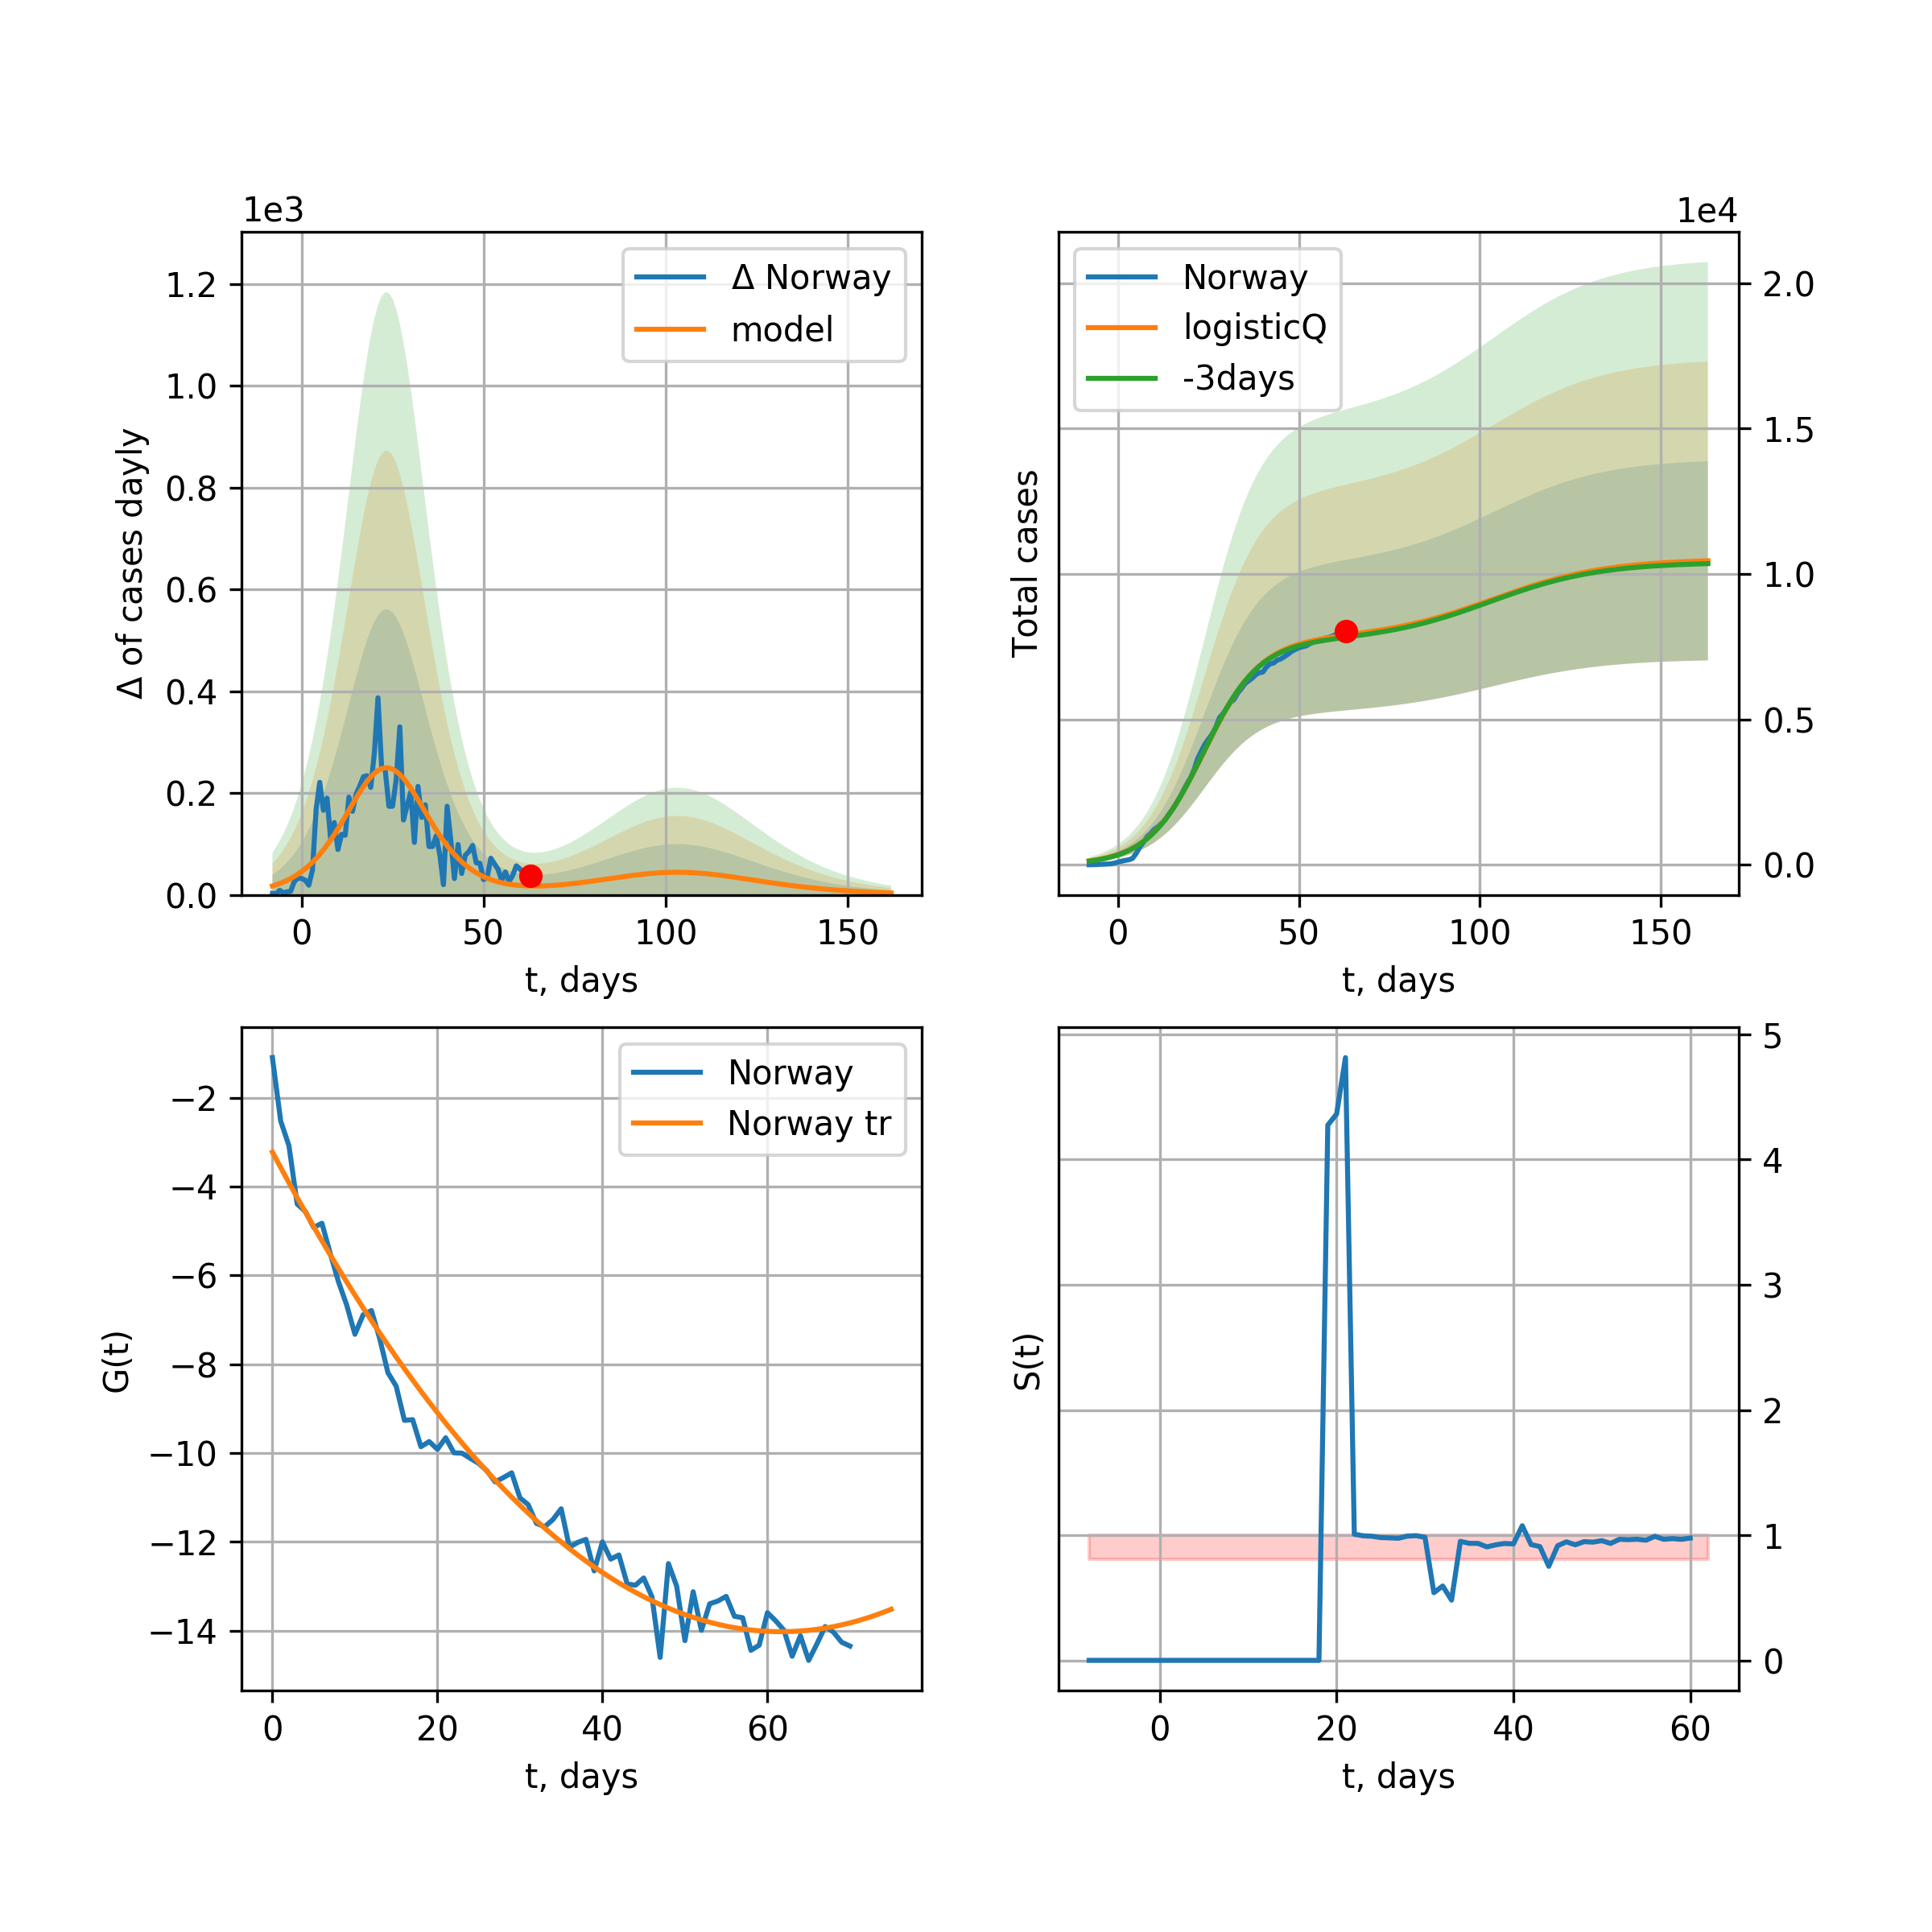 1e3
Δ of cases dayly
1.2
1.0
0.8
0.6
0.4
0.2
0.0
0 50 100 150
t, days
Δ Norway
model
1e4
Total cases
Norway
logisticQ
-3days
2.0
1.5
1.0
0.5
0.0
0 50 100 150
t, days
G(t)
−2
−4
−6
−8
−10
−12
−14
0 20 40 60
t, days
Norway
Norway tr
S(t)
5
4
3
2
1
0
0 20 40 60
t, days